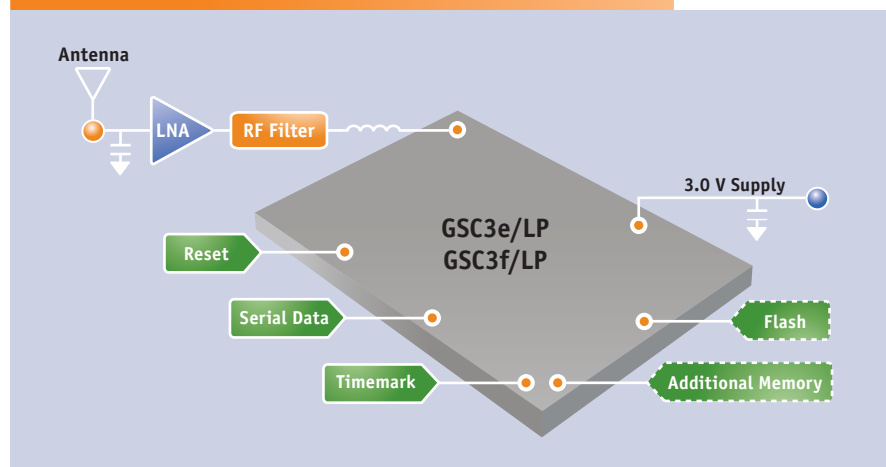 Antenna
LNA
RF Filter
3.0 V Supply
GSC3e/LP
GSC3f/LP
Reset
Serial Data
Flash
Timemark
Additional Memory